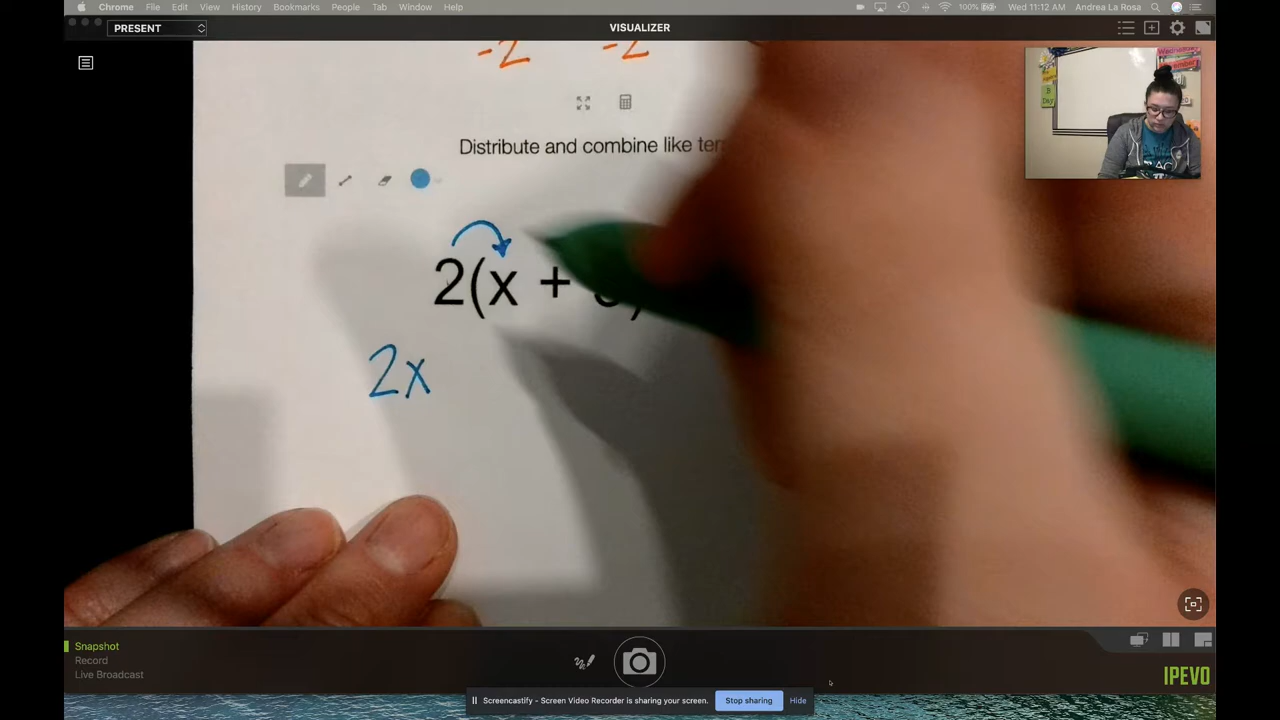 Chrome File Edit View History Bookmarks People Tab Window Help 100% Wed 11:12 AM Andrea La Rosa
PRESENT VISUALIZER
-2 -2
Distribute and combine like
2(x +
2x
Snapshot
Record
Live Broadcast
IPEVO
Screencastify - Screen Video Recorder is sharing your screen. Stop sharing Hide